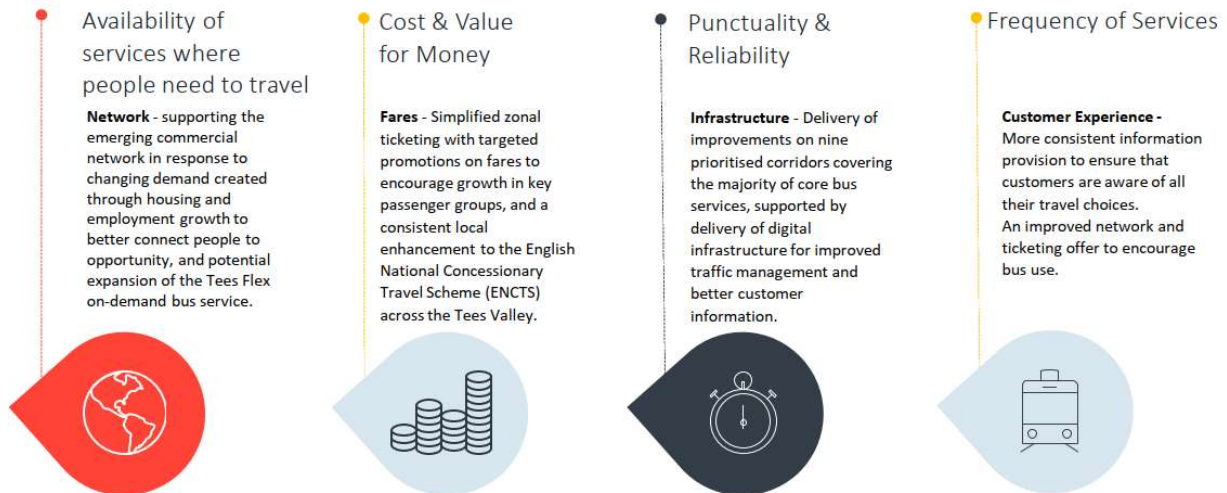 Availability of
services where
people need to travel
Network - supporting the
emerging commercial
network in response to
changing demand created
through housing and
employment growth to
better connect people to
opportunity, and potential
expansion of the Tees Flex
on-demand bus service.
Cost & Value
for Money
Fares - Simplified zonal
ticketing with targeted
promotions on fares to
encourage growth in key
passenger groups, and a
consistent local
enhancement to the English
National Concessionary
Travel Scheme (ENCTS)
across the Tees Valley.
Punctuality &
Reliability
Infrastructure - Delivery of
improvements on nine
prioritised corridors covering
the majority of core bus
services, supported by
delivery of digital
infrastructure for improved
traffic management and
better customer
information.
Frequency of Services
Customer Experience -
More consistent information
provision to ensure that
customers are aware of all
their travel choices.
An improved network and
ticketing offer to encourage
bus use.